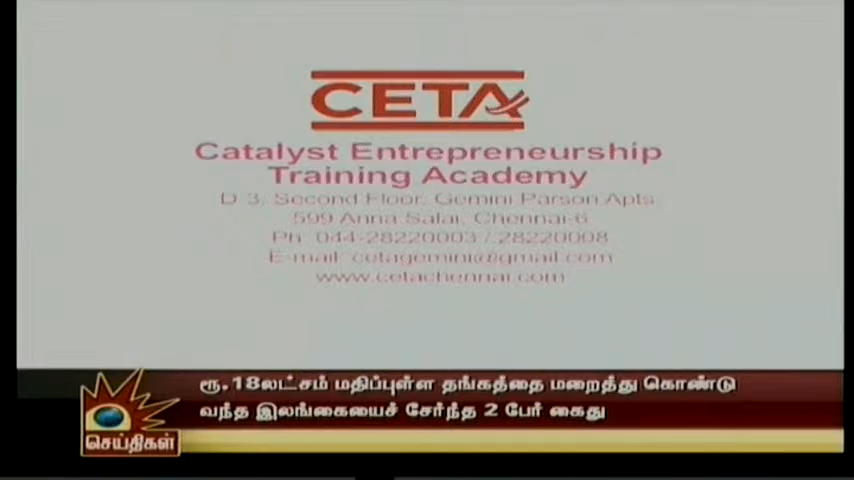 CETA
Catalyst Entrepreneurship
Training Academy
D-3, Second Floor, Gemini Parson Apts
599 Anna Salai, Chennai-6
Ph: 044-28220003 / 28220008
E-mail: cetagemini@gmail.com
www.cetachennai.com
ரூ.18லட்சம் மதிப்புள்ள தங்கத்தை மறைத்து கொண்டு
வந்த இலங்கையைச் சேர்ந்த 2 பேர் கைது
செய்திகள்